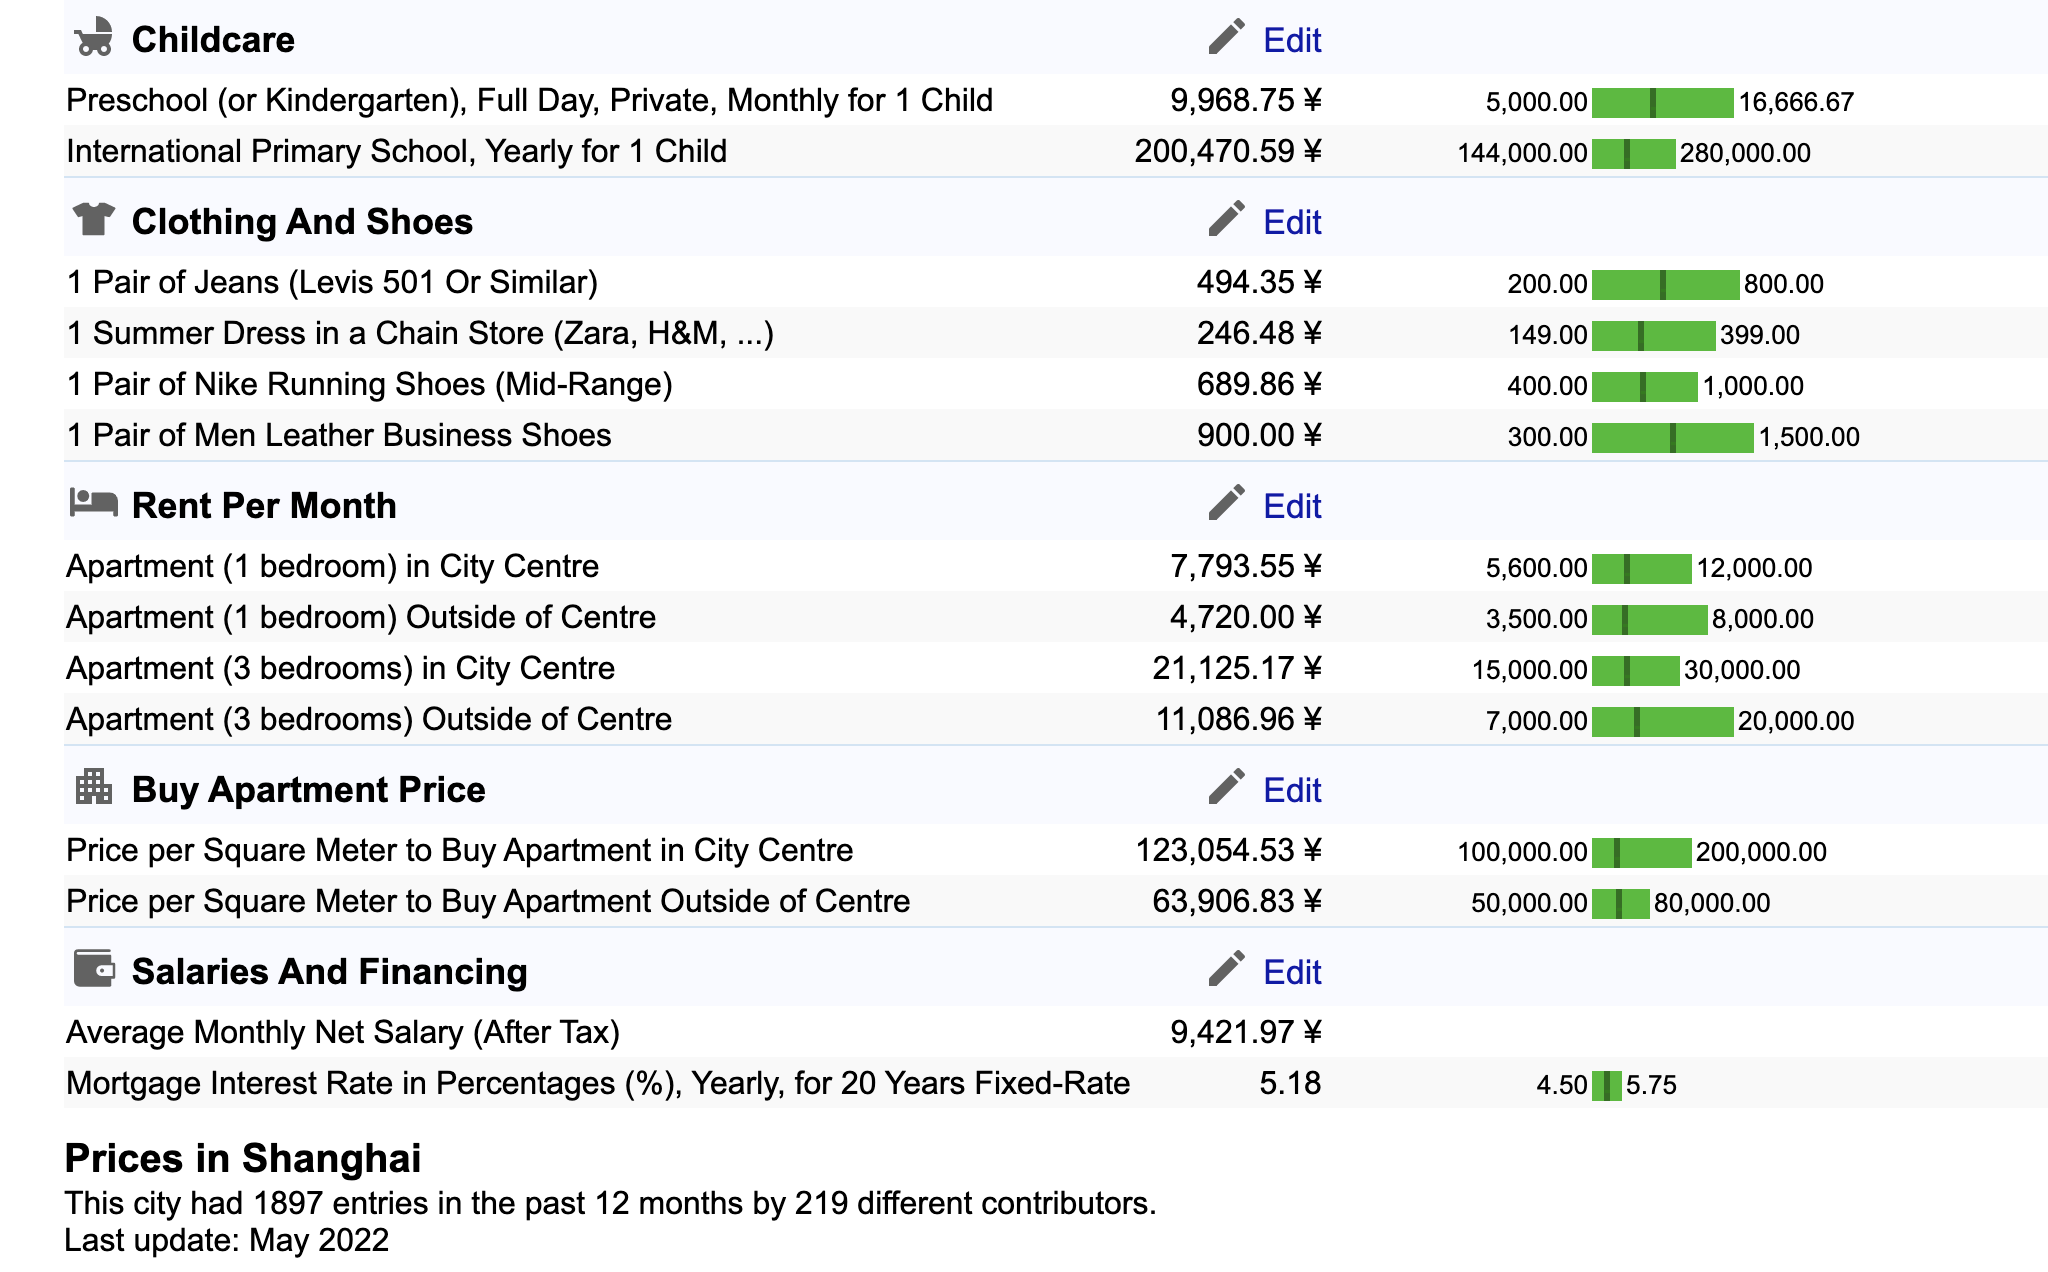 Childcare Edit
Preschool (or Kindergarten), Full Day, Private, Monthly for 1 Child 9,968.75 ¥ 5,000.00 16,666.67
International Primary School, Yearly for 1 Child 200,470.59 ¥ 144,000.00 280,000.00
Clothing And Shoes Edit
1 Pair of Jeans (Levis 501 Or Similar) 494.35 ¥ 200.00 800.00
1 Summer Dress in a Chain Store (Zara, H&M, ...) 246.48 ¥ 149.00 399.00
1 Pair of Nike Running Shoes (Mid-Range) 689.86 ¥ 400.00 1,000.00
1 Pair of Men Leather Business Shoes 900.00 ¥ 300.00 1,500.00
Rent Per Month Edit
Apartment (1 bedroom) in City Centre 7,793.55 ¥ 5,600.00 12,000.00
Apartment (1 bedroom) Outside of Centre 4,720.00 ¥ 3,500.00 8,000.00
Apartment (3 bedrooms) in City Centre 21,125.17 ¥ 15,000.00 30,000.00
Apartment (3 bedrooms) Outside of Centre 11,086.96 ¥ 7,000.00 20,000.00
Buy Apartment Price Edit
Price per Square Meter to Buy Apartment in City Centre 123,054.53 ¥ 100,000.00 200,000.00
Price per Square Meter to Buy Apartment Outside of Centre 63,906.83 ¥ 50,000.00 80,000.00
Salaries And Financing Edit
Average Monthly Net Salary (After Tax) 9,421.97 ¥
Mortgage Interest Rate in Percentages (%), Yearly, for 20 Years Fixed-Rate 5.18 4.50 5.75
Prices in Shanghai
This city had 1897 entries in the past 12 months by 219 different contributors.
Last update: May 2022